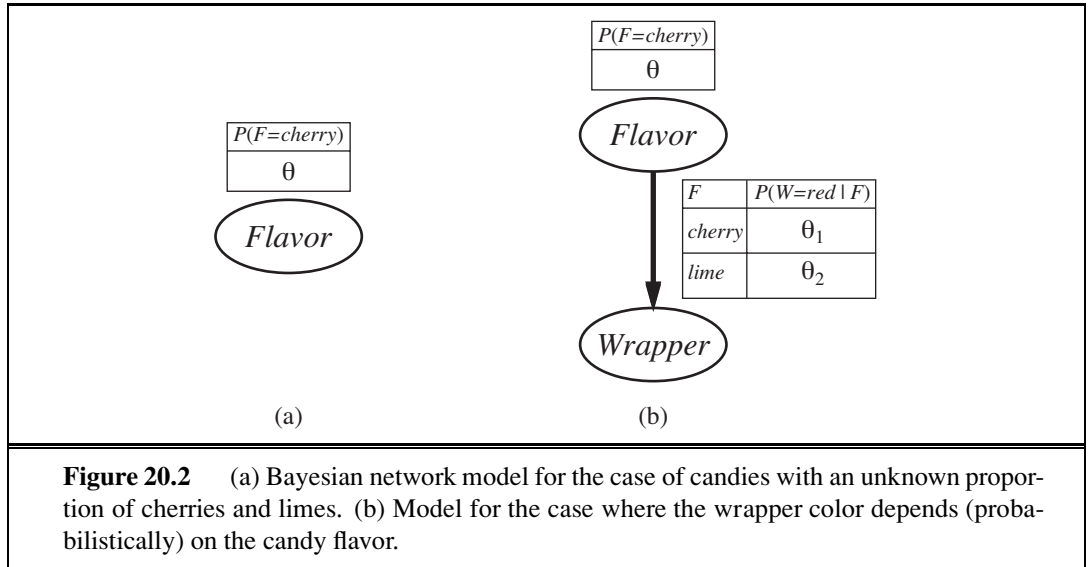 P(F=cherry)
θ
Flavor
(a)
P(F=cherry)
θ
Flavor
F P(W=red | F)
cherry θ1
lime θ2
Wrapper
(b)
Figure 20.2 (a) Bayesian network model for the case of candies with an unknown propor-
tion of cherries and limes. (b) Model for the case where the wrapper color depends (proba-
bilistically) on the candy flavor.